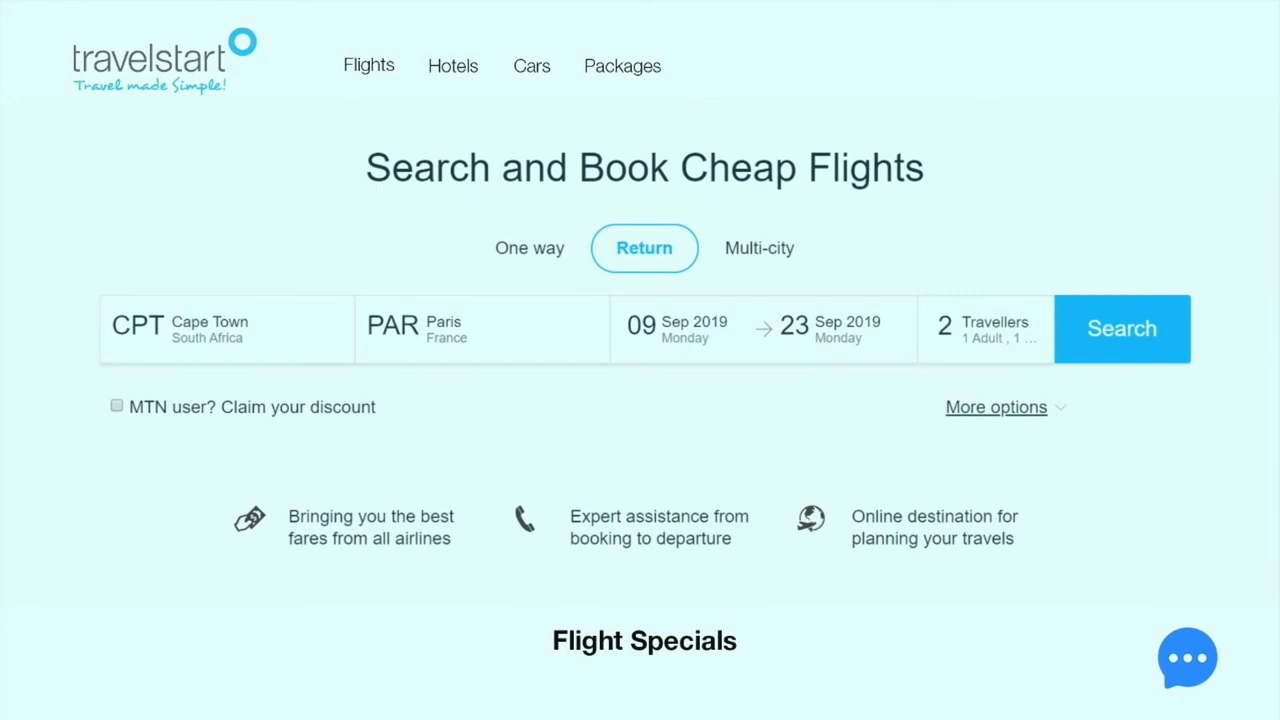 travelstart
Travel made Simple!
Flights Hotels Cars Packages
Search and Book Cheap Flights
One way Return Multi-city
CPT Cape Town South Africa
PAR Paris France
09 Sep 2019 Monday → 23 Sep 2019 Monday
2 Travellers 1 Adult , 1 ...
Search
MTN user? Claim your discount
More options
Bringing you the best
fares from all airlines
Expert assistance from
booking to departure
Online destination for
planning your travels
Flight Specials